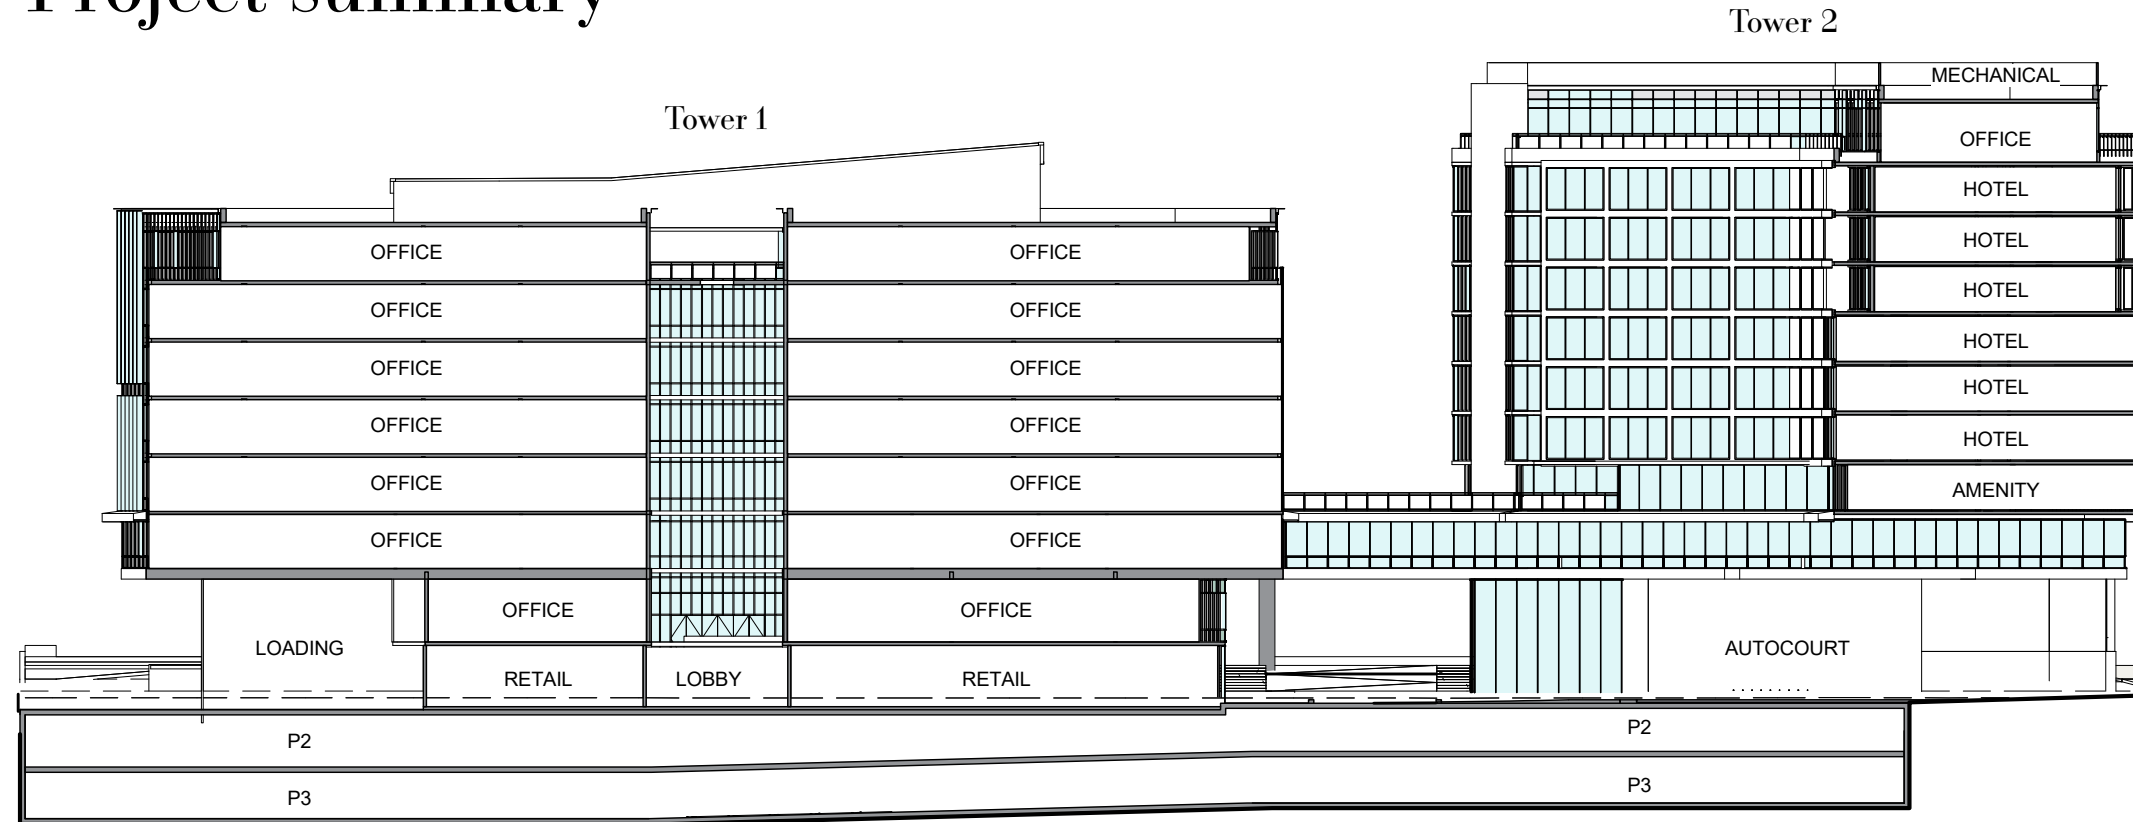 Project summary
Tower 2
Tower 1
MECHANICAL
OFFICE
HOTEL
HOTEL
HOTEL
HOTEL
HOTEL
HOTEL
AMENITY
OFFICE OFFICE
OFFICE OFFICE
OFFICE OFFICE
OFFICE OFFICE
OFFICE OFFICE
OFFICE OFFICE
OFFICE OFFICE
LOADING AUTOCOURT
RETAIL LOBBY RETAIL
P2 P2
P3 P3